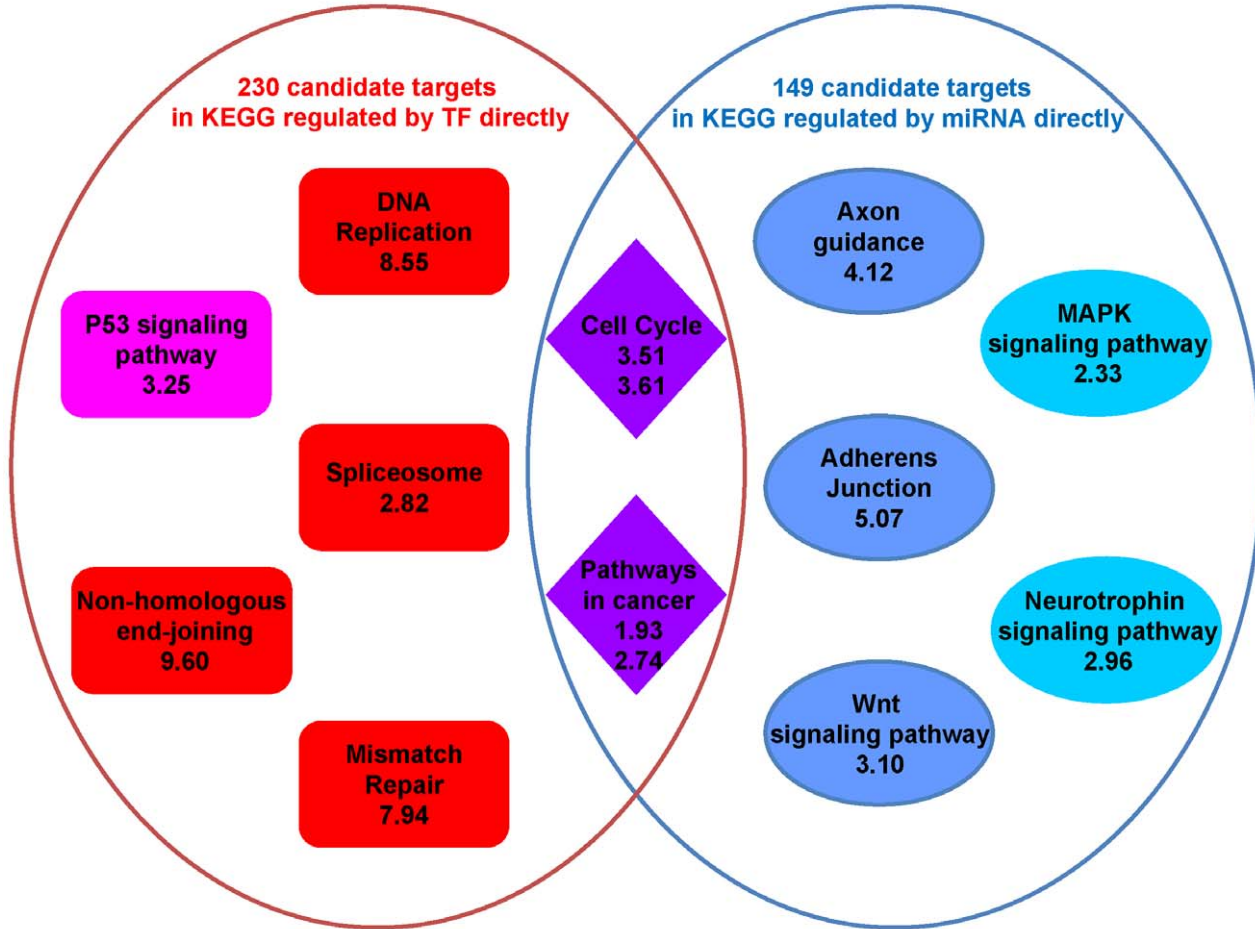 230 candidate targets
in KEGG regulated by TF directly
149 candidate targets
in KEGG regulated by miRNA directly
DNA
Replication
8.55
P53 signaling
pathway
3.25
Spliceosome
2.82
Non-homologous
end-joining
9.60
Mismatch
Repair
7.94
Cell Cycle
3.51
3.61
Pathways
in cancer
1.93
2.74
Axon
guidance
4.12
MAPK
signaling pathway
2.33
Adherens
Junction
5.07
Neurotrophin
signaling pathway
2.96
Wnt
signaling pathway
3.10